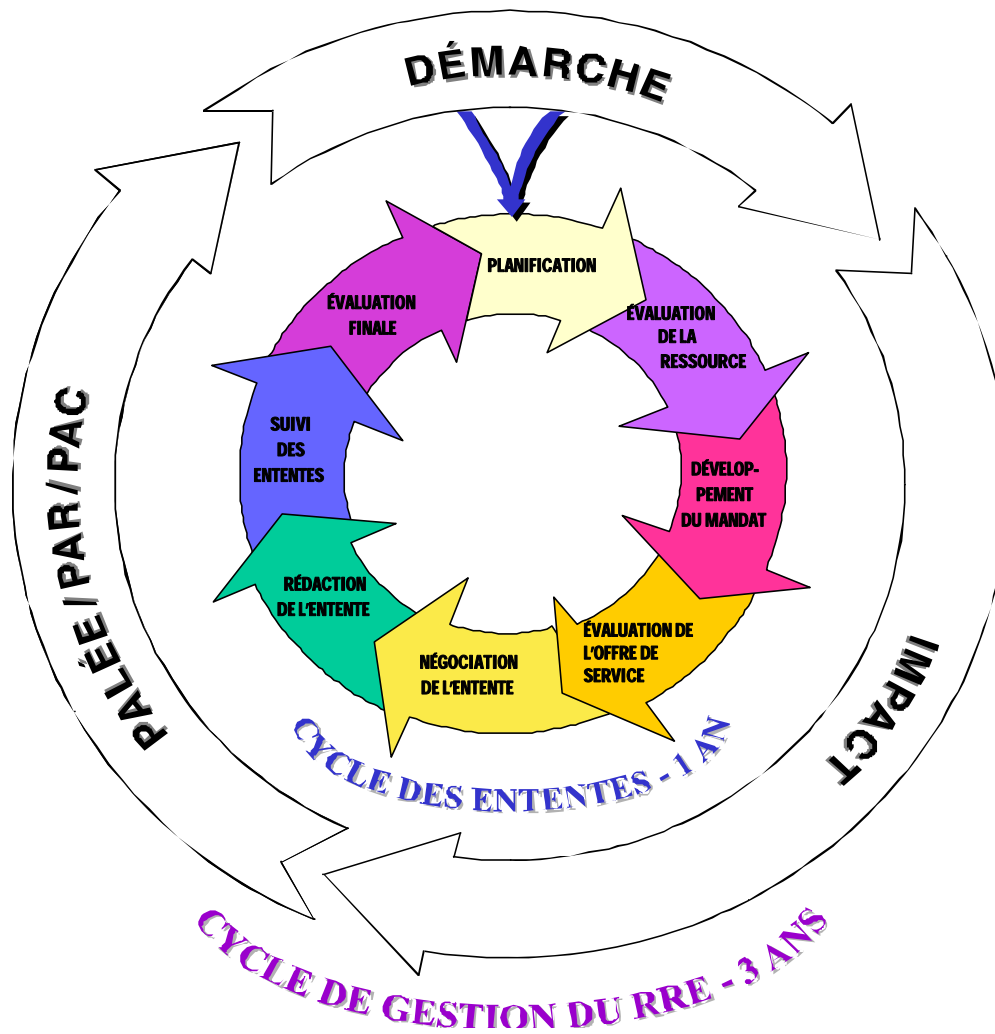 DÉMARCHE
PLANIFICATION
ÉVALUATION
DE LA
RESSOURCE
DÉVELOP-
PEMENT
DU MANDAT
ÉVALUATION DE
L'OFFRE DE
SERVICE
NÉGOCIATION
DE L'ENTENTE
RÉDACTION
DE L'ENTENTE
SUIVI
DES
ENTENTES
ÉVALUATION
FINALE
IMPACT
PALÉE/PAR/PAC
CYCLE DES ENTENTES - 1 AN
CYCLE DE GESTION DU RRE - 3 ANS